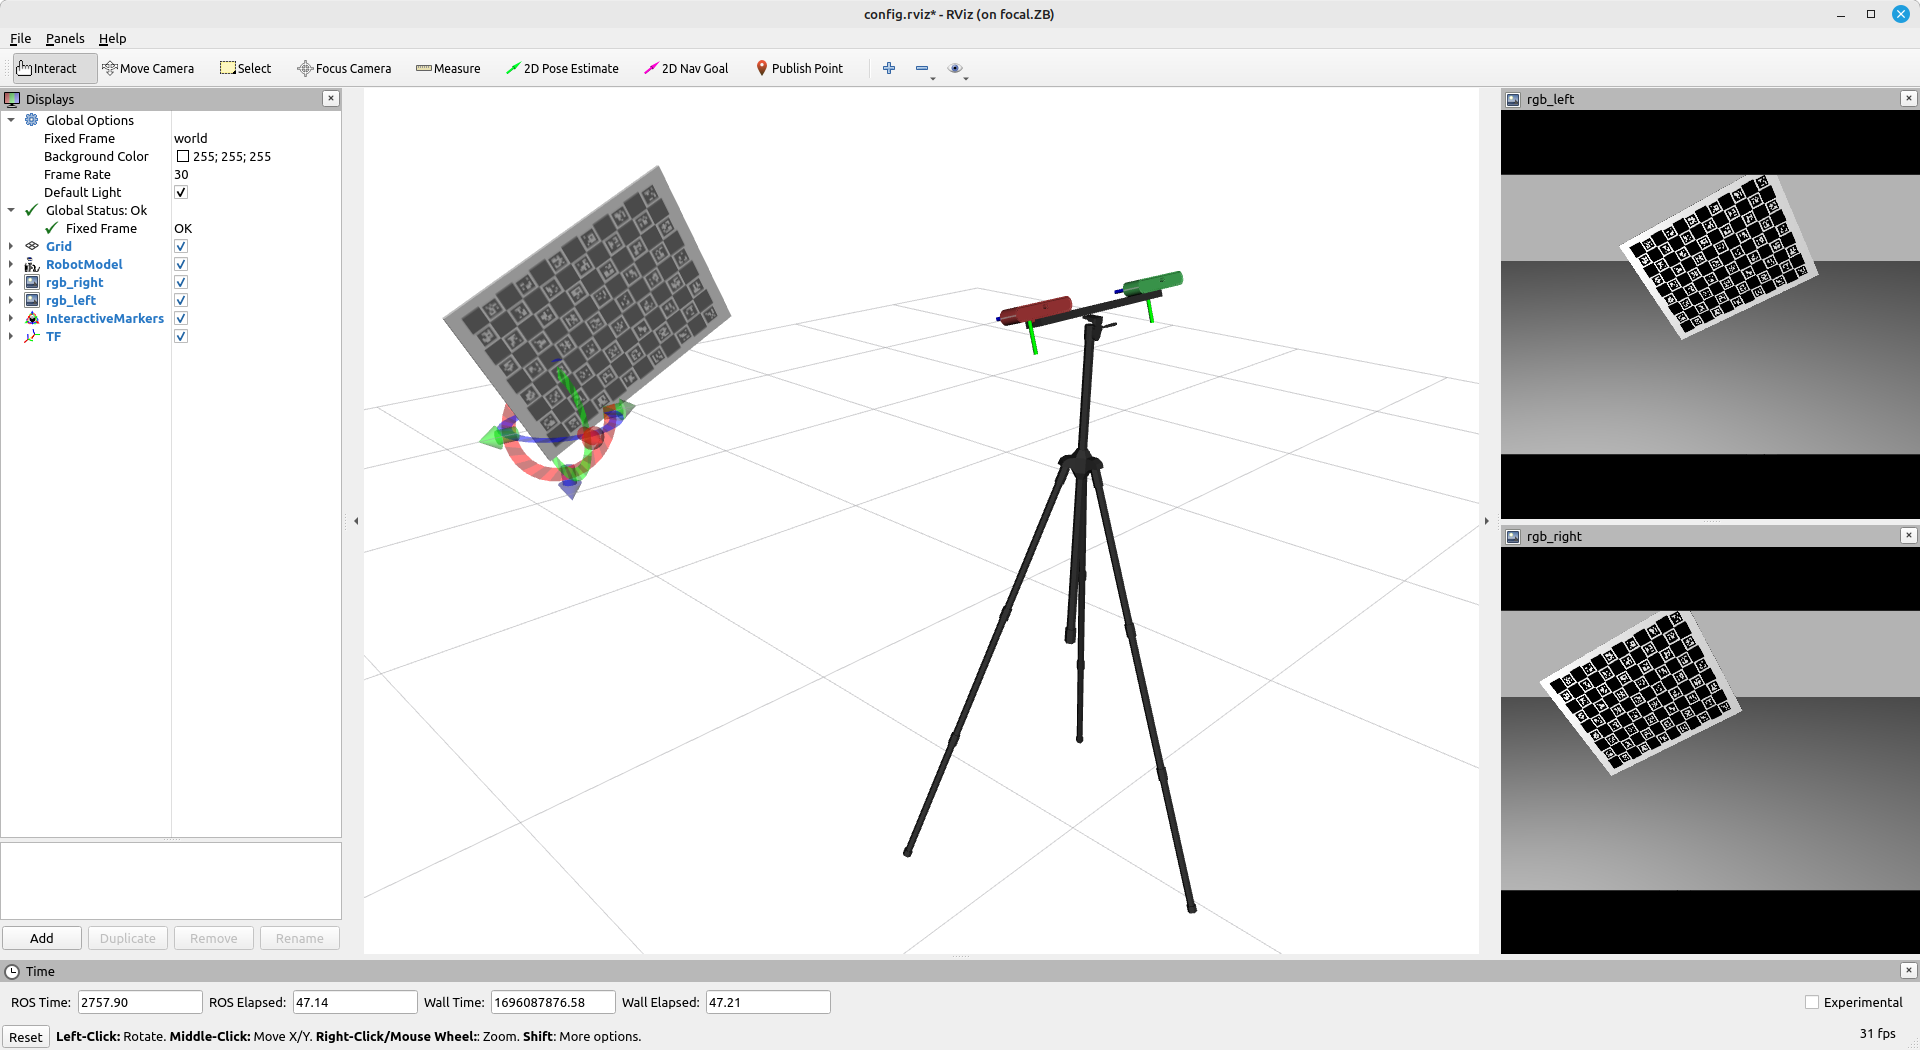 config.rviz* - RViz (on focal.ZB)
File Panels Help
Interact Move Camera Select Focus Camera Measure 2D Pose Estimate 2D Nav Goal Publish Point
Displays
Global Options
Fixed Frame world
Background Color 255; 255; 255
Frame Rate 30
Default Light
Global Status: Ok
Fixed Frame OK
Grid
RobotModel
rgb_right
rgb_left
InteractiveMarkers
TF
Add Duplicate Remove Rename
rgb_left
rgb_right
Time
ROS Time: 2757.90 ROS Elapsed: 47.14 Wall Time: 1696087876.58 Wall Elapsed: 47.21 Experimental
Reset Left-Click: Rotate. Middle-Click: Move X/Y. Right-Click/Mouse Wheel:: Zoom. Shift: More options. 31 fps